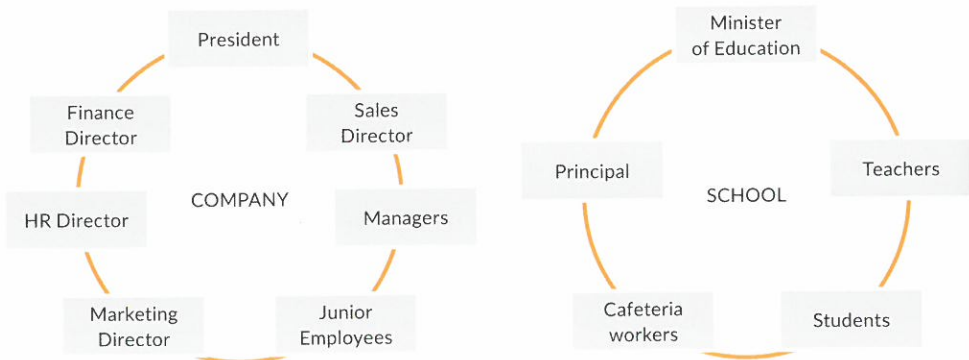 President
Finance
Director
Sales
Director
HR Director
COMPANY
Managers
Marketing
Director
Junior
Employees
Minister
of Education
Principal
Teachers
SCHOOL
Cafeteria
workers
Students